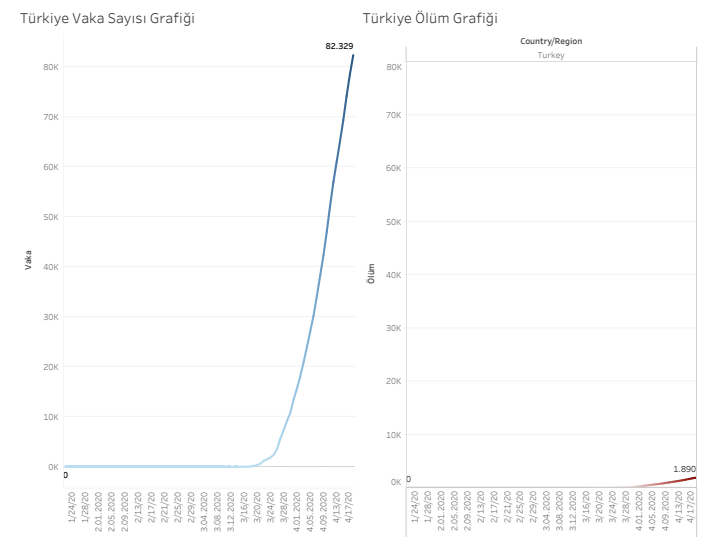 Türkiye Vaka Sayısı Grafiği
82.329
80K
70K
60K
50K
40K
30K
20K
10K
0K
0
Vaka
1/24/20
1/28/20
2.01.2020
2.05.2020
2.09.2020
2/13/20
2/17/20
2/21/20
2/25/20
2/29/20
3.04.2020
3.08.2020
3.12.2020
3/16/20
3/20/20
3/24/20
3/28/20
4.01.2020
4.05.2020
4.09.2020
4/13/20
4/17/20
Türkiye Ölüm Grafiği
Country/Region
Turkey
80K
70K
60K
50K
40K
30K
20K
10K
0K
0
1.890
Ölüm
1/24/20
1/28/20
2.01.2020
2.05.2020
2.09.2020
2/13/20
2/17/20
2/21/20
2/25/20
2/29/20
3.04.2020
3.08.2020
3.12.2020
3/16/20
3/20/20
3/24/20
3/28/20
4.01.2020
4.05.2020
4.09.2020
4/13/20
4/17/20